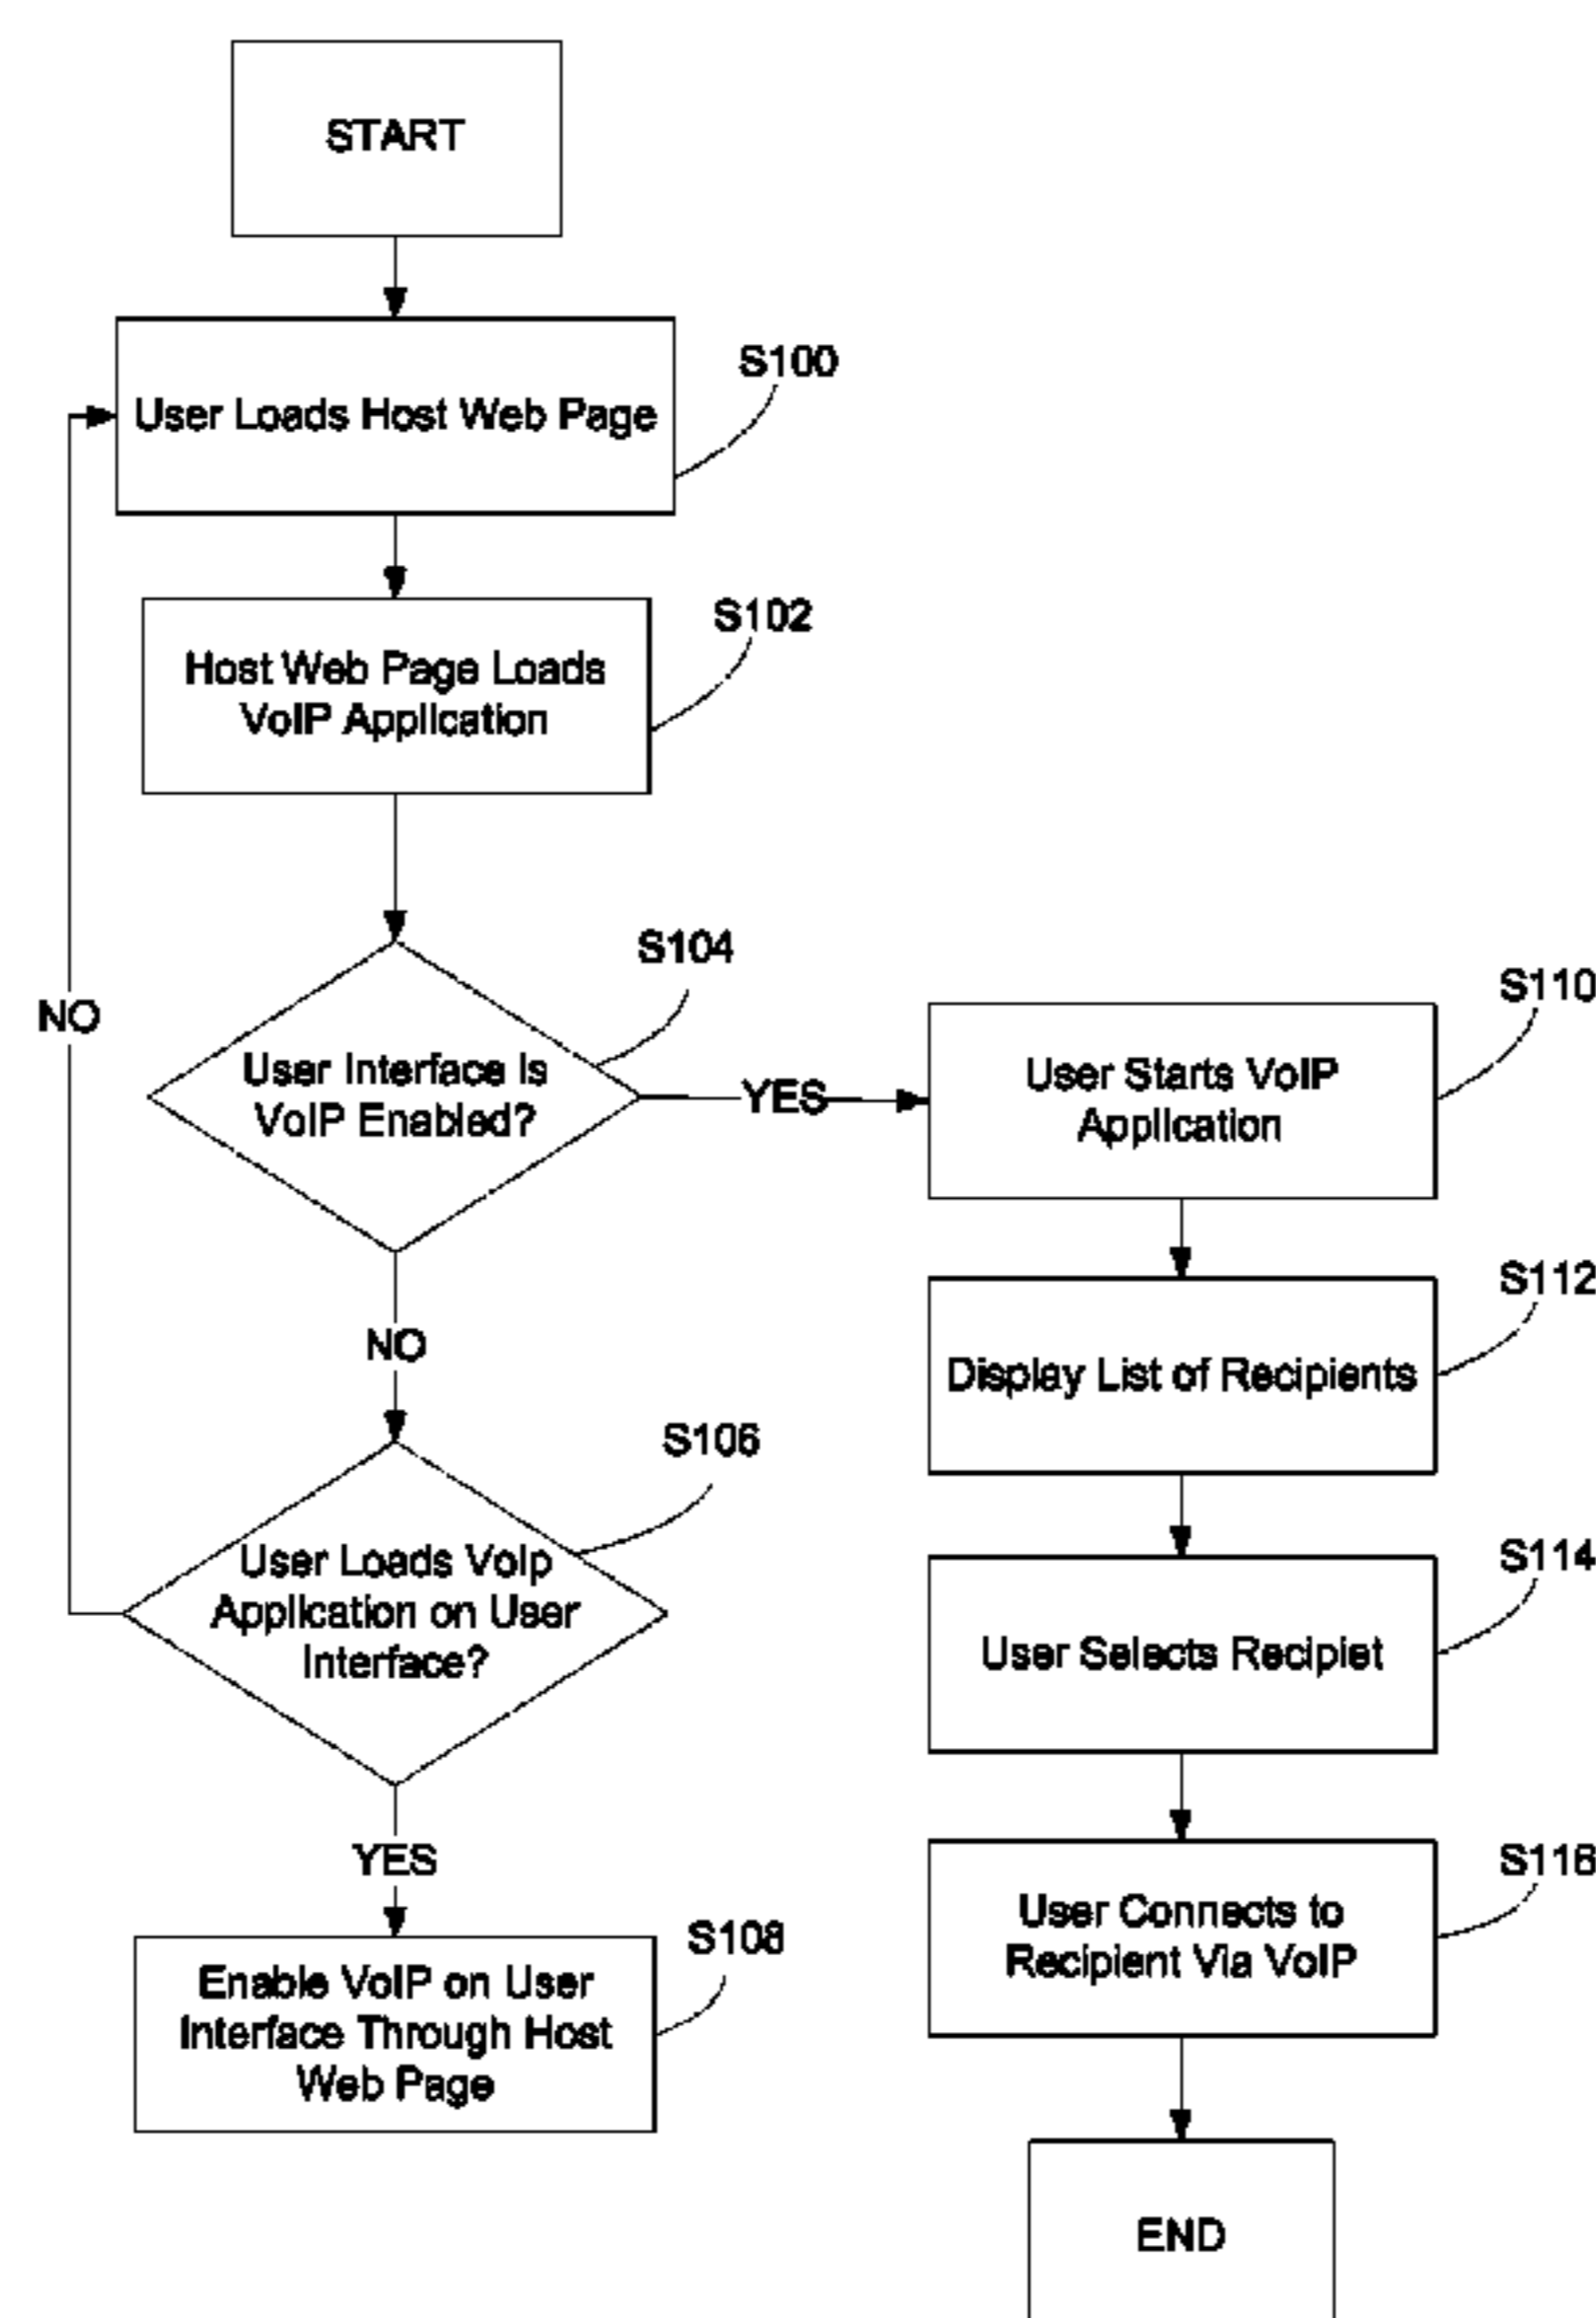 START
S100
User Loads Host Web Page
S102
Host Web Page Loads
VoIP Application
S104
User Interface Is
VoIP Enabled?
NO
YES
S110
User Starts VoIP
Application
NO
S112
Display List of Recipients
S106
User Loads VoIp
Application on User
Interface?
S114
User Selects Recipiet
YES
S116
User Connects to
Recipient Via VoIP
S108
Enable VoIP on User
Interface Through Host
Web Page
END